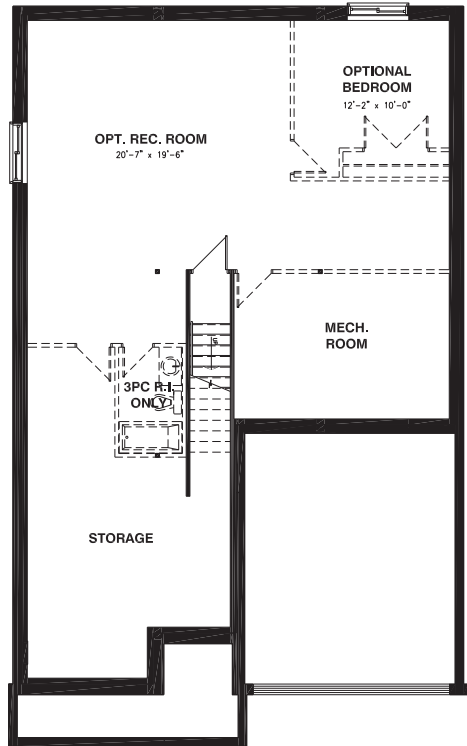 OPTIONAL
BEDROOM
12'-2" x 10'-0"
OPT. REC. ROOM
20'-7" x 19'-6"
MECH.
ROOM
3PC R.I.
ONLY
STORAGE